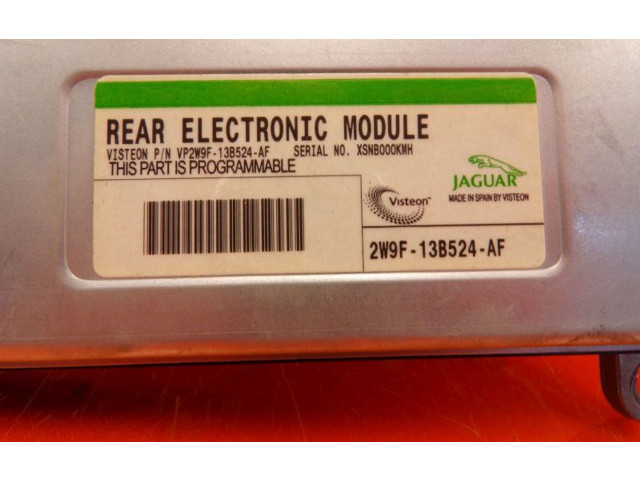 REAR ELECTRONIC MODULE
VISTEON P/N VP2W9F-13B524-AF SERIAL NO. XSNB000KMH
THIS PART IS PROGRAMMABLE
Visteon
JAGUAR
MADE IN SPAIN BY VISTEON
2W9F-13B524-AF